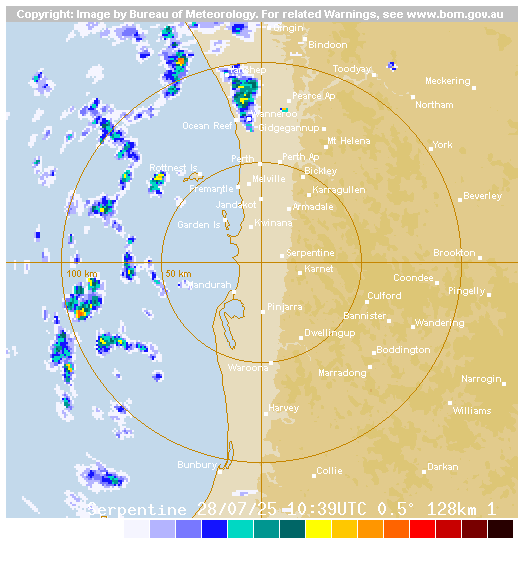 Copyright: Image by Bureau of Meteorology. For related Warnings, see www.bom.gov.au
Gingin
Bindoon
Toodyay
Meckering
Pearce Ap
Northam
Wanneroo
Ocean Reef
Gidgegannup
Mt Helena
York
Perth
Perth Ap
Rottnest Is
Bickley
Melville
Fremantle
Karragullen
Beverley
Jandakot
Armadale
Garden Is
Kwinana
Serpentine
Brookton
100 km
50 km
Karnet
Coondee
Mandurah
Pingelly
Culford
Pinjarra
Bannister
Wandering
Dwellingup
Boddington
Waroona
Marradong
Narrogin
Harvey
Williams
Bunbury
Collie
Darkan
Serpentine 28/07/25 10:39UTC 0.5° 128km 1